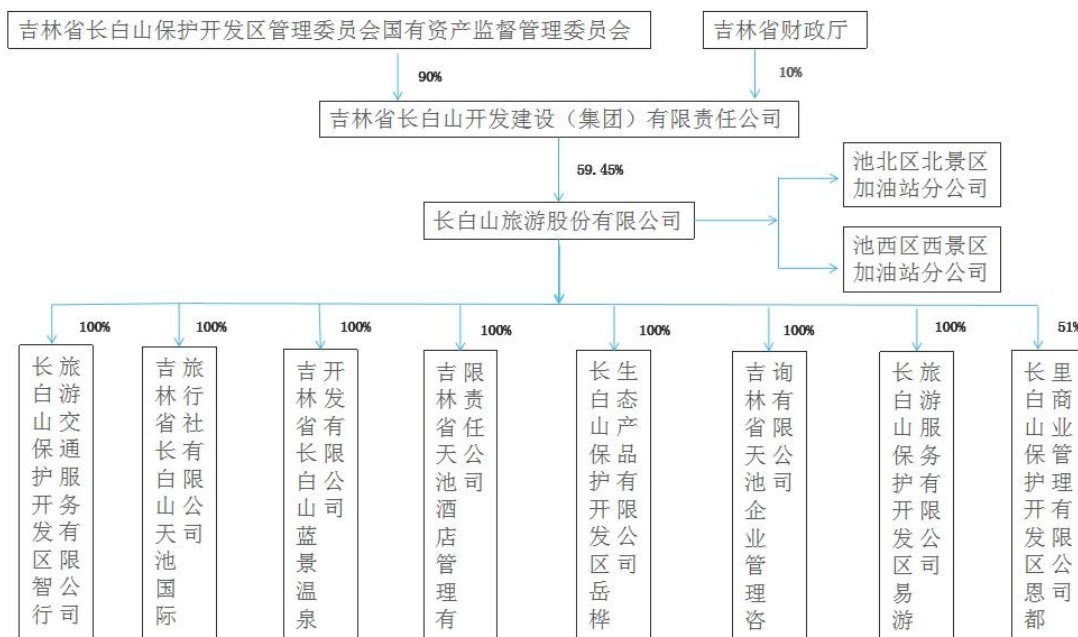 吉林省长白山保护开发区管理委员会国有资产监督管理委员会
吉林省财政厅
90%
10%
吉林省长白山开发建设（集团）有限责任公司
59.45%
池北区北景区
加油站分公司
长白山旅游股份有限公司
池西区西景区
加油站分公司
100%
100%
100%
100%
100%
100%
100%
51%
长白山保护开发区智行
旅游交通服务有限公司
吉林省长白山天池国际
旅行社有限公司
吉林省长白山蓝景温泉
开发有限公司
吉林省天池酒店管理有
限责任公司
长白山保护开发区岳桦
生态产品有限公司
吉林省天池企业管理咨
询有限公司
长白山保护开发区易游
旅游服务有限公司
长白山保护开发区恩都
里商业管理有限公司